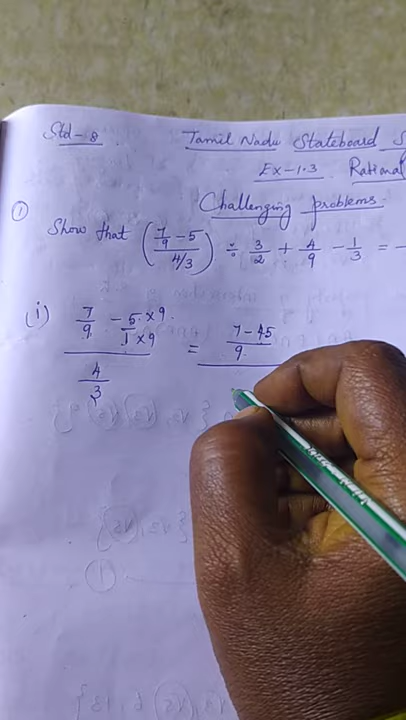 Std - 8 Tamil Nadu Stateboard S
Ex - 1.3 Rational
Challenging problems -
① Show that ((7/9 - 5)/(4/3)) ÷ 3/2 + 4/9 - 1/3 = -
(i) (7/9 - 5×9/1×9)/(4/3) = ((7 - 45)/9)/